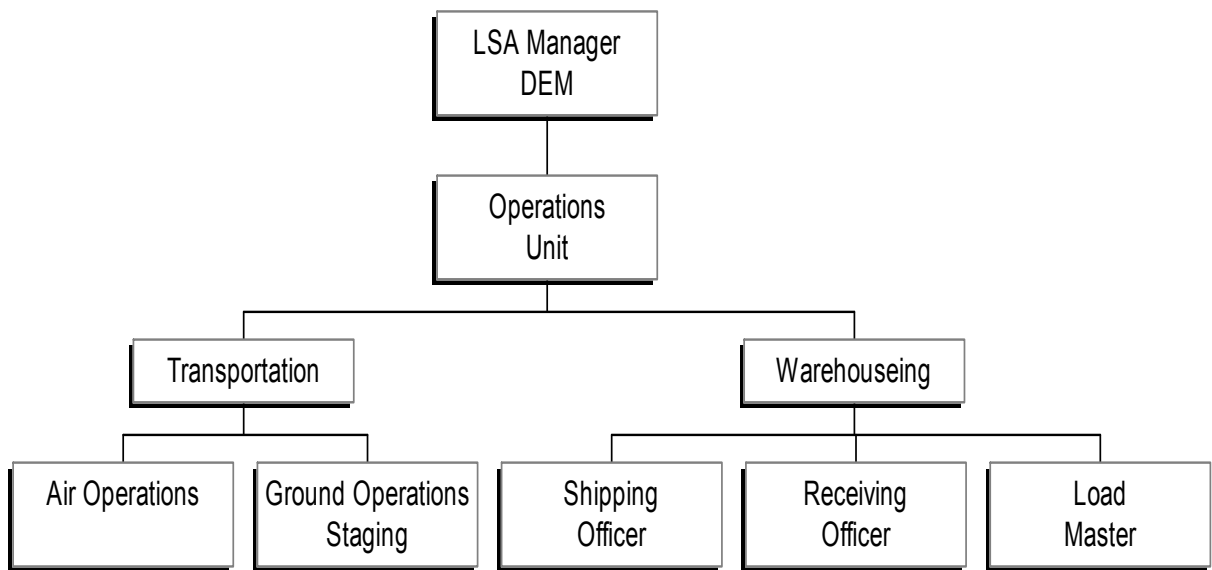 LSA Manager
DEM
Operations
Unit
Transportation
Warehouseing
Air Operations
Ground Operations
Staging
Shipping
Officer
Receiving
Officer
Load
Master